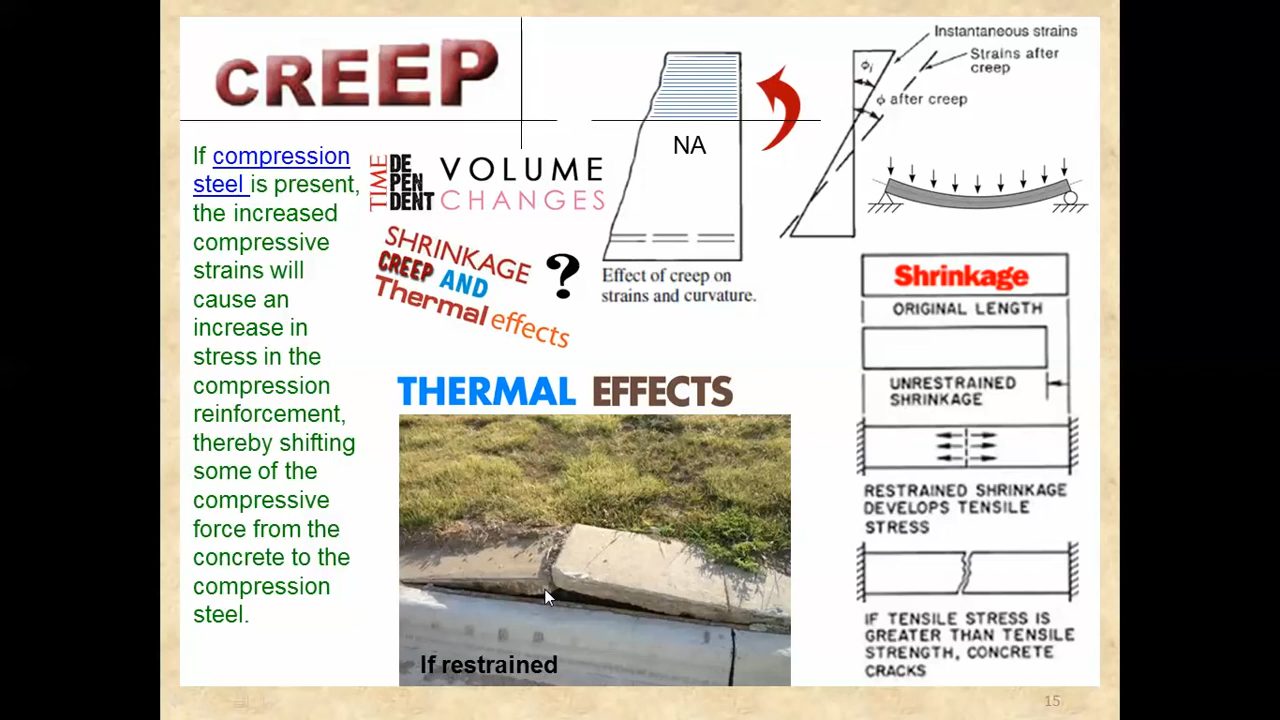 CREEP
If compression
steel is present,
the increased
compressive
strains will
cause an
increase in
stress in the
compression
reinforcement,
thereby shifting
some of the
compressive
force from the
concrete to the
compression
steel.
TIME
DE
PEN
DENT
VOLUME
CHANGES
SHRINKAGE
CREEP AND
Thermal effects
?
NA
Effect of creep on
strains and curvature.
Instantaneous strains
Strains after
creep
ϕi
ϕ after creep
THERMAL EFFECTS
If restrained
Shrinkage
ORIGINAL LENGTH
UNRESTRAINED
SHRINKAGE
RESTRAINED SHRINKAGE
DEVELOPS TENSILE
STRESS
IF TENSILE STRESS IS
GREATER THAN TENSILE
STRENGTH, CONCRETE
CRACKS
15